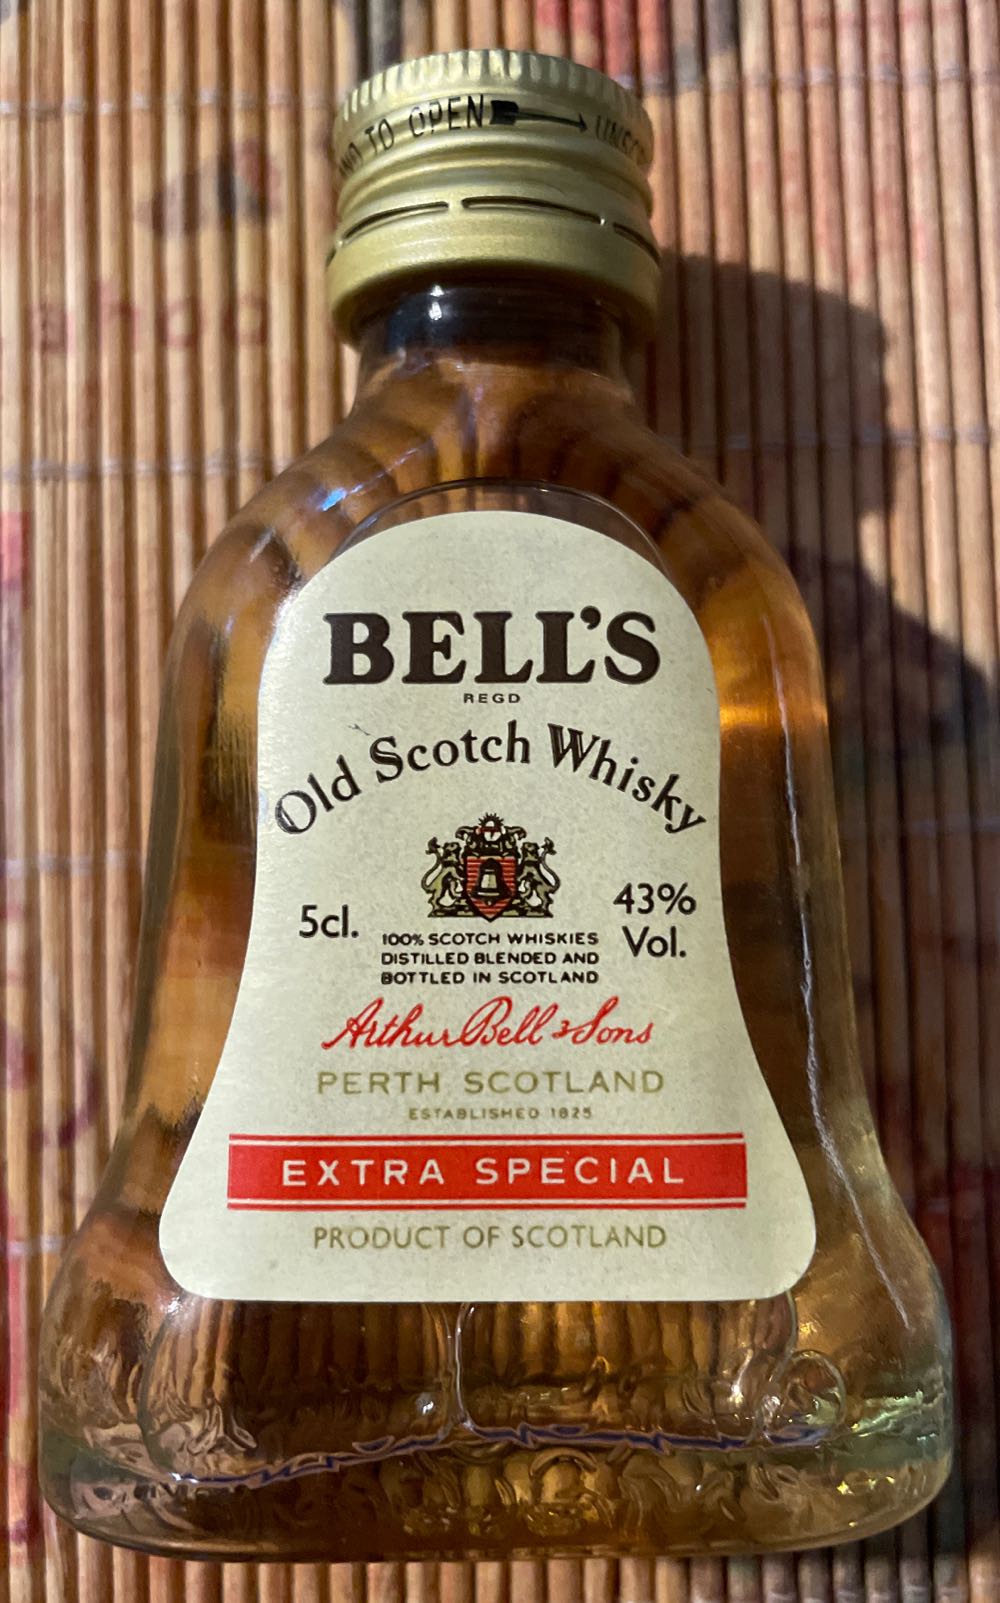 TO OPEN
BELL'S
REGD
Old Scotch Whisky
5cl.
43%
Vol.
100% SCOTCH WHISKIES
DISTILLED BLENDED AND
BOTTLED IN SCOTLAND
Arthur Bell & Sons
PERTH SCOTLAND
ESTABLISHED 1825
EXTRA SPECIAL
PRODUCT OF SCOTLAND